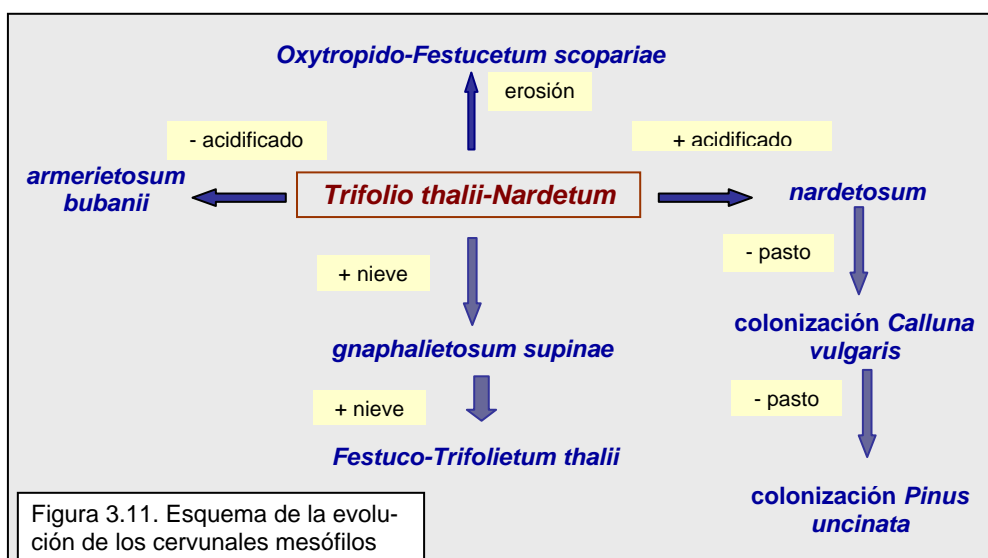 Oxytropido-Festucetum scopariae
erosión
- acidificado
+ acidificado
armerietosum
bubanii
Trifolio thalii-Nardetum
nardetosum
+ nieve
- pasto
gnaphalietosum supinae
colonización Calluna
vulgaris
+ nieve
- pasto
Festuco-Trifolietum thalii
colonización Pinus
uncinata
Figura 3.11. Esquema de la evolu-
ción de los cervunales mesófilos